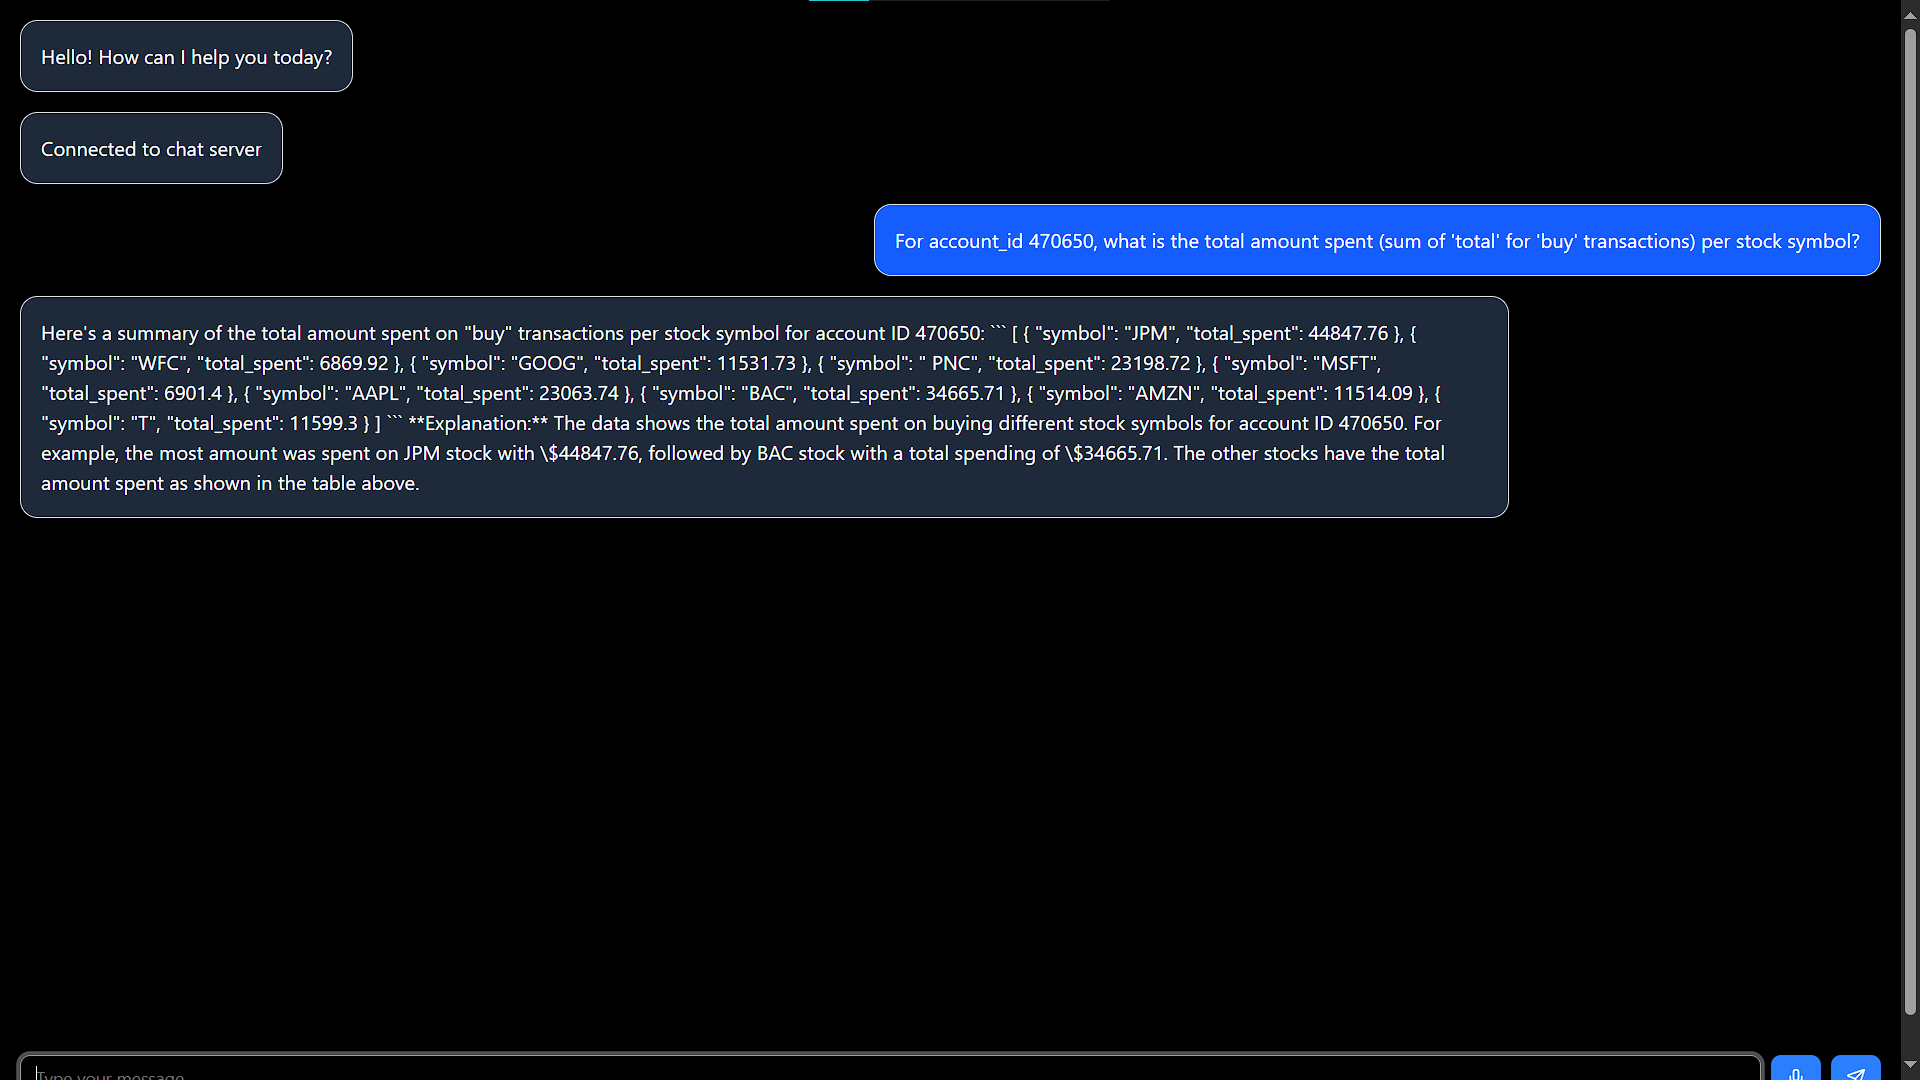 Hello! How can I help you today?
Connected to chat server
For account_id 470650, what is the total amount spent (sum of 'total' for 'buy' transactions) per stock symbol?
Here's a summary of the total amount spent on "buy" transactions per stock symbol for account ID 470650: ``` [ { "symbol": "JPM", "total_spent": 44847.76 }, {
"symbol": "WFC", "total_spent": 6869.92 }, { "symbol": "GOOG", "total_spent": 11531.73 }, { "symbol": " PNC", "total_spent": 23198.72 }, { "symbol": "MSFT",
"total_spent": 6901.4 }, { "symbol": "AAPL", "total_spent": 23063.74 }, { "symbol": "BAC", "total_spent": 34665.71 }, { "symbol": "AMZN", "total_spent": 11514.09 }, {
"symbol": "T", "total_spent": 11599.3 } ] ``` **Explanation:** The data shows the total amount spent on buying different stock symbols for account ID 470650. For
example, the most amount was spent on JPM stock with \$44847.76, followed by BAC stock with a total spending of \$34665.71. The other stocks have the total
amount spent as shown in the table above.
Type your message